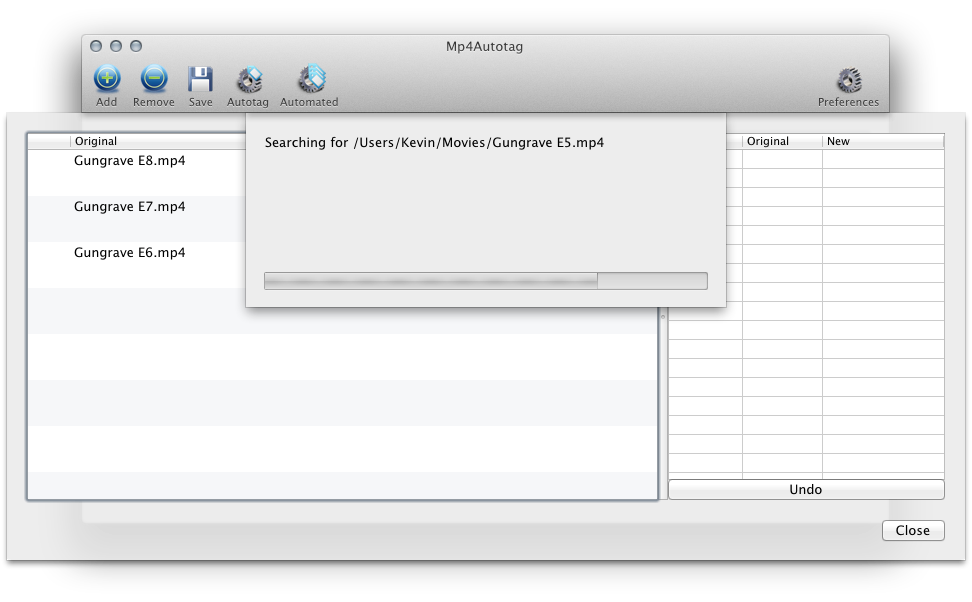 Mp4Autotag
Add Remove Save Autotag Automated Preferences
Searching for /Users/Kevin/Movies/Gungrave E5.mp4
Original Original New
Gungrave E8.mp4
Gungrave E7.mp4
Gungrave E6.mp4
Undo
Close